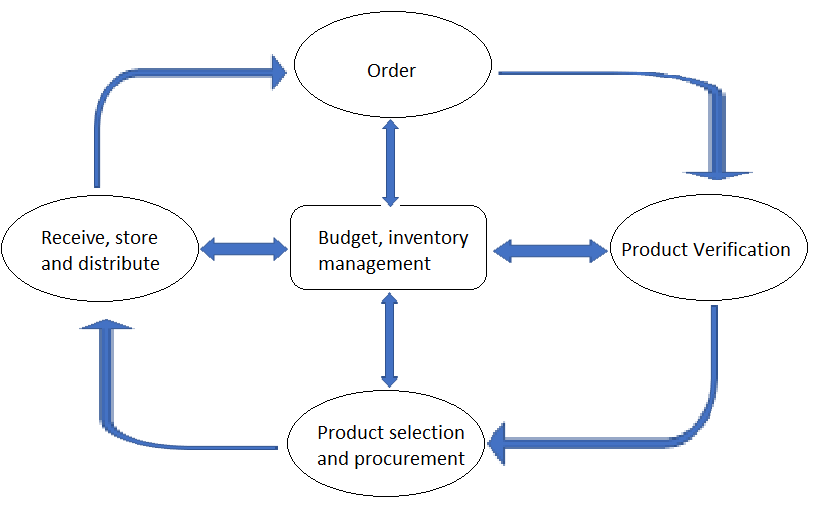 Order
Receive, store
and distribute
Budget, inventory
management
Product Verification
Product selection
and procurement